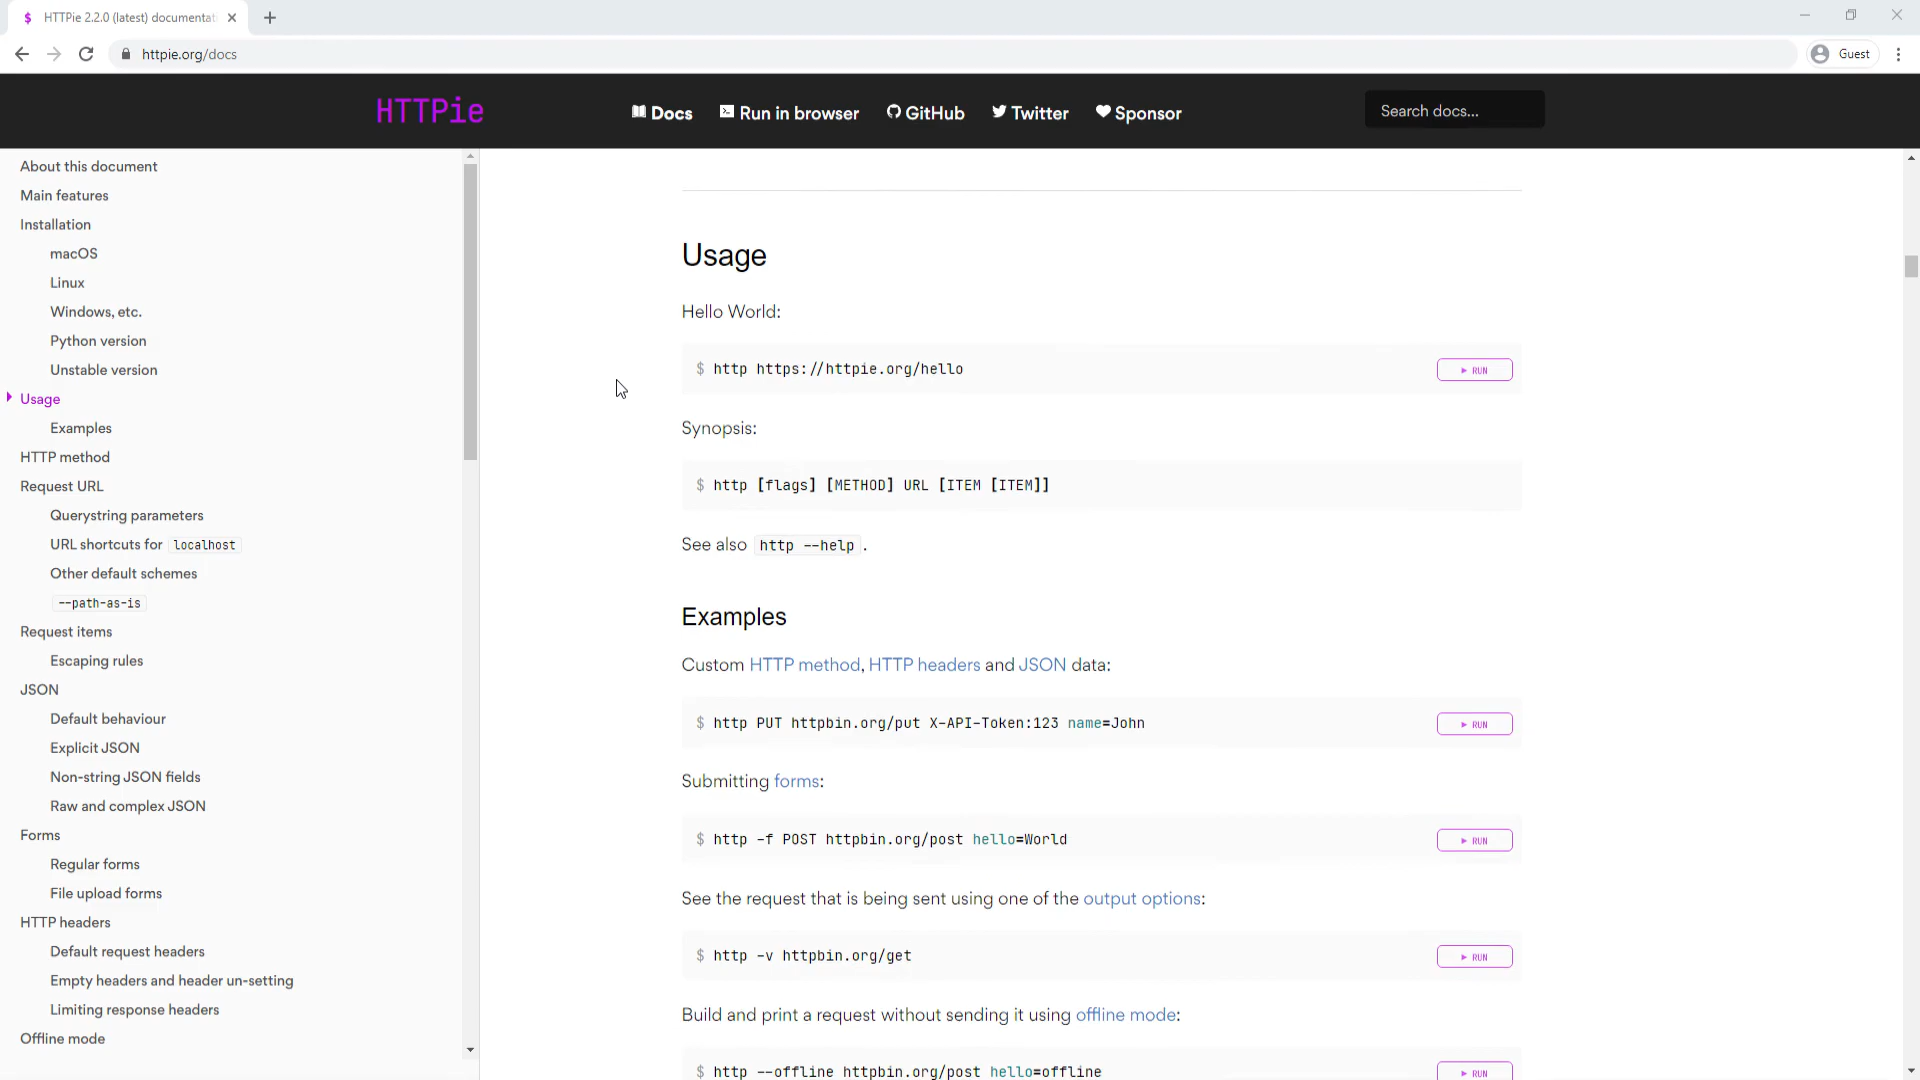 HTTPie 2.2.0 (latest) documentat
httpie.org/docs
Guest
HTTPie
Docs
Run in browser
GitHub
Twitter
Sponsor
Search docs...
About this document
Main features
Installation
macOS
Linux
Windows, etc.
Python version
Unstable version
Usage
Examples
HTTP method
Request URL
Querystring parameters
URL shortcuts for localhost
Other default schemes
--path-as-is
Request items
Escaping rules
JSON
Default behaviour
Explicit JSON
Non-string JSON fields
Raw and complex JSON
Forms
Regular forms
File upload forms
HTTP headers
Default request headers
Empty headers and header un-setting
Limiting response headers
Offline mode
Usage
Hello World:
$ http https://httpie.org/hello
RUN
Synopsis:
$ http [flags] [METHOD] URL [ITEM [ITEM]]
See also http --help.
Examples
Custom HTTP method, HTTP headers and JSON data:
$ http PUT httpbin.org/put X-API-Token:123 name=John
RUN
Submitting forms:
$ http -f POST httpbin.org/post hello=World
RUN
See the request that is being sent using one of the output options:
$ http -v httpbin.org/get
RUN
Build and print a request without sending it using offline mode:
$ http --offline httpbin.org/post hello=offline
RUN